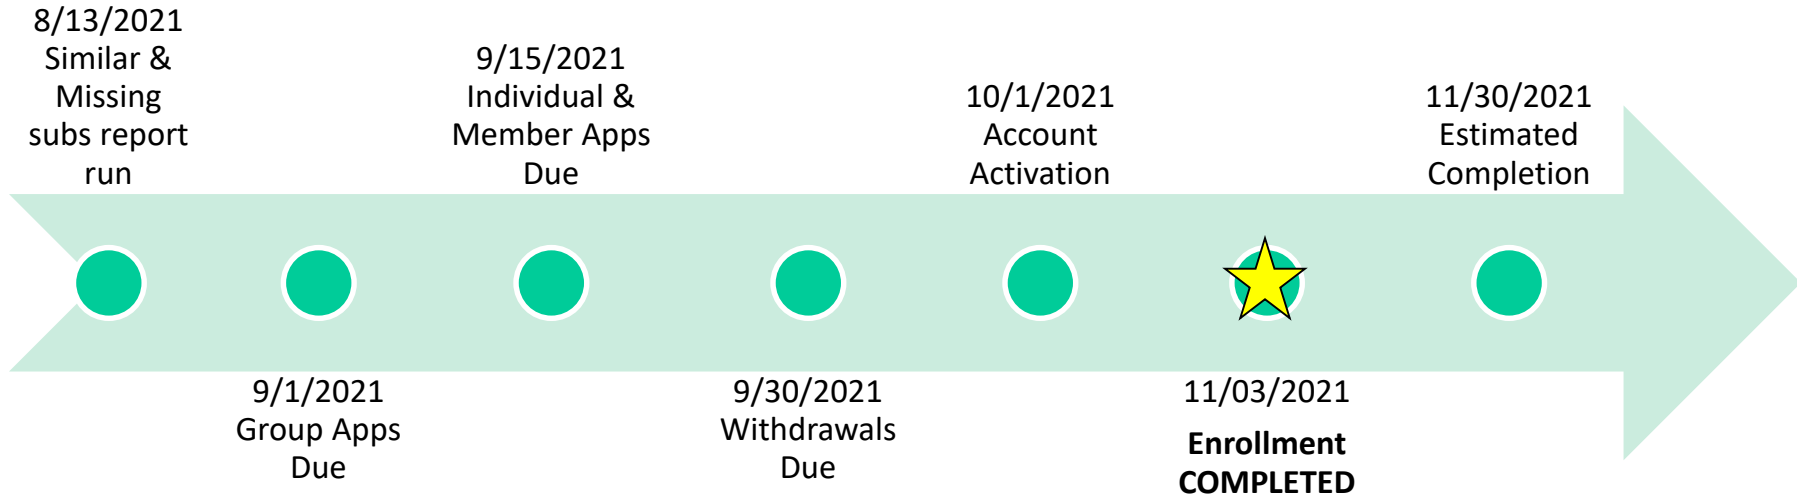 8/13/2021
Similar &
Missing
subs report
run
9/1/2021
Group Apps
Due
9/15/2021
Individual &
Member Apps
Due
9/30/2021
Withdrawals
Due
10/1/2021
Account
Activation
11/03/2021
Enrollment
COMPLETED
11/30/2021
Estimated
Completion